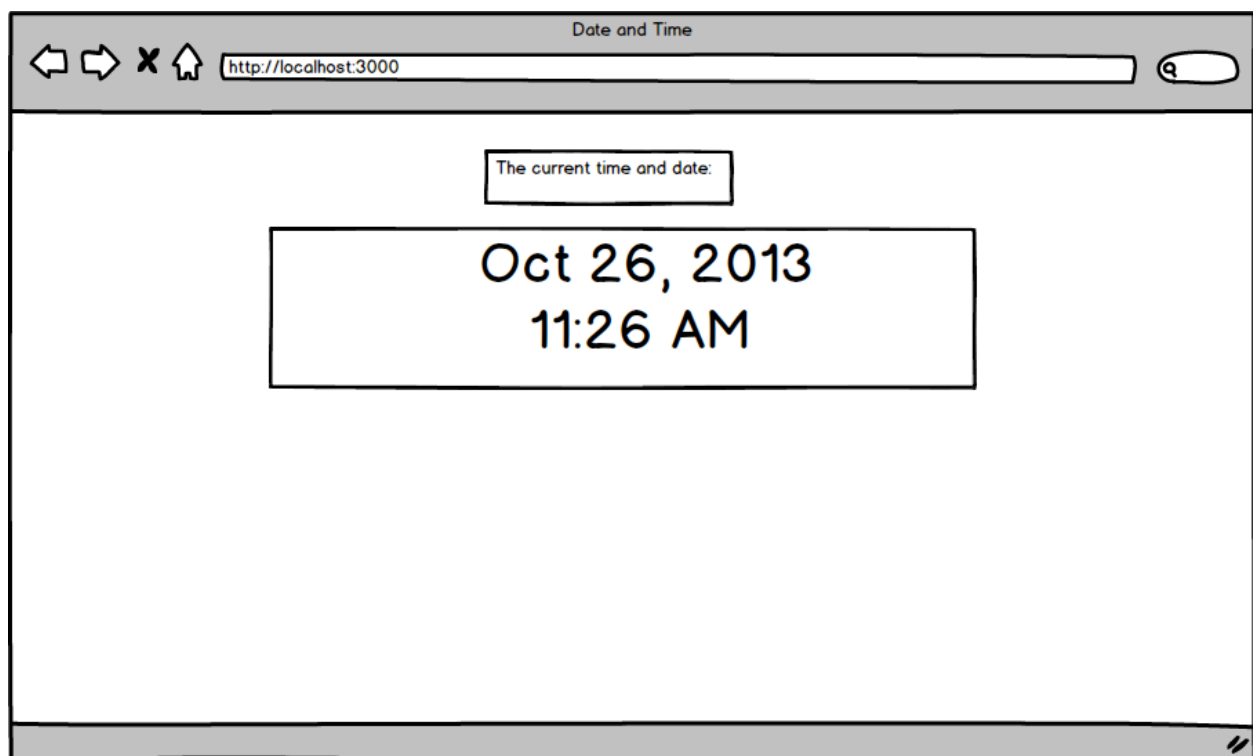 Date and Time
http://localhost:3000
The current time and date:
Oct 26, 2013
11:26 AM